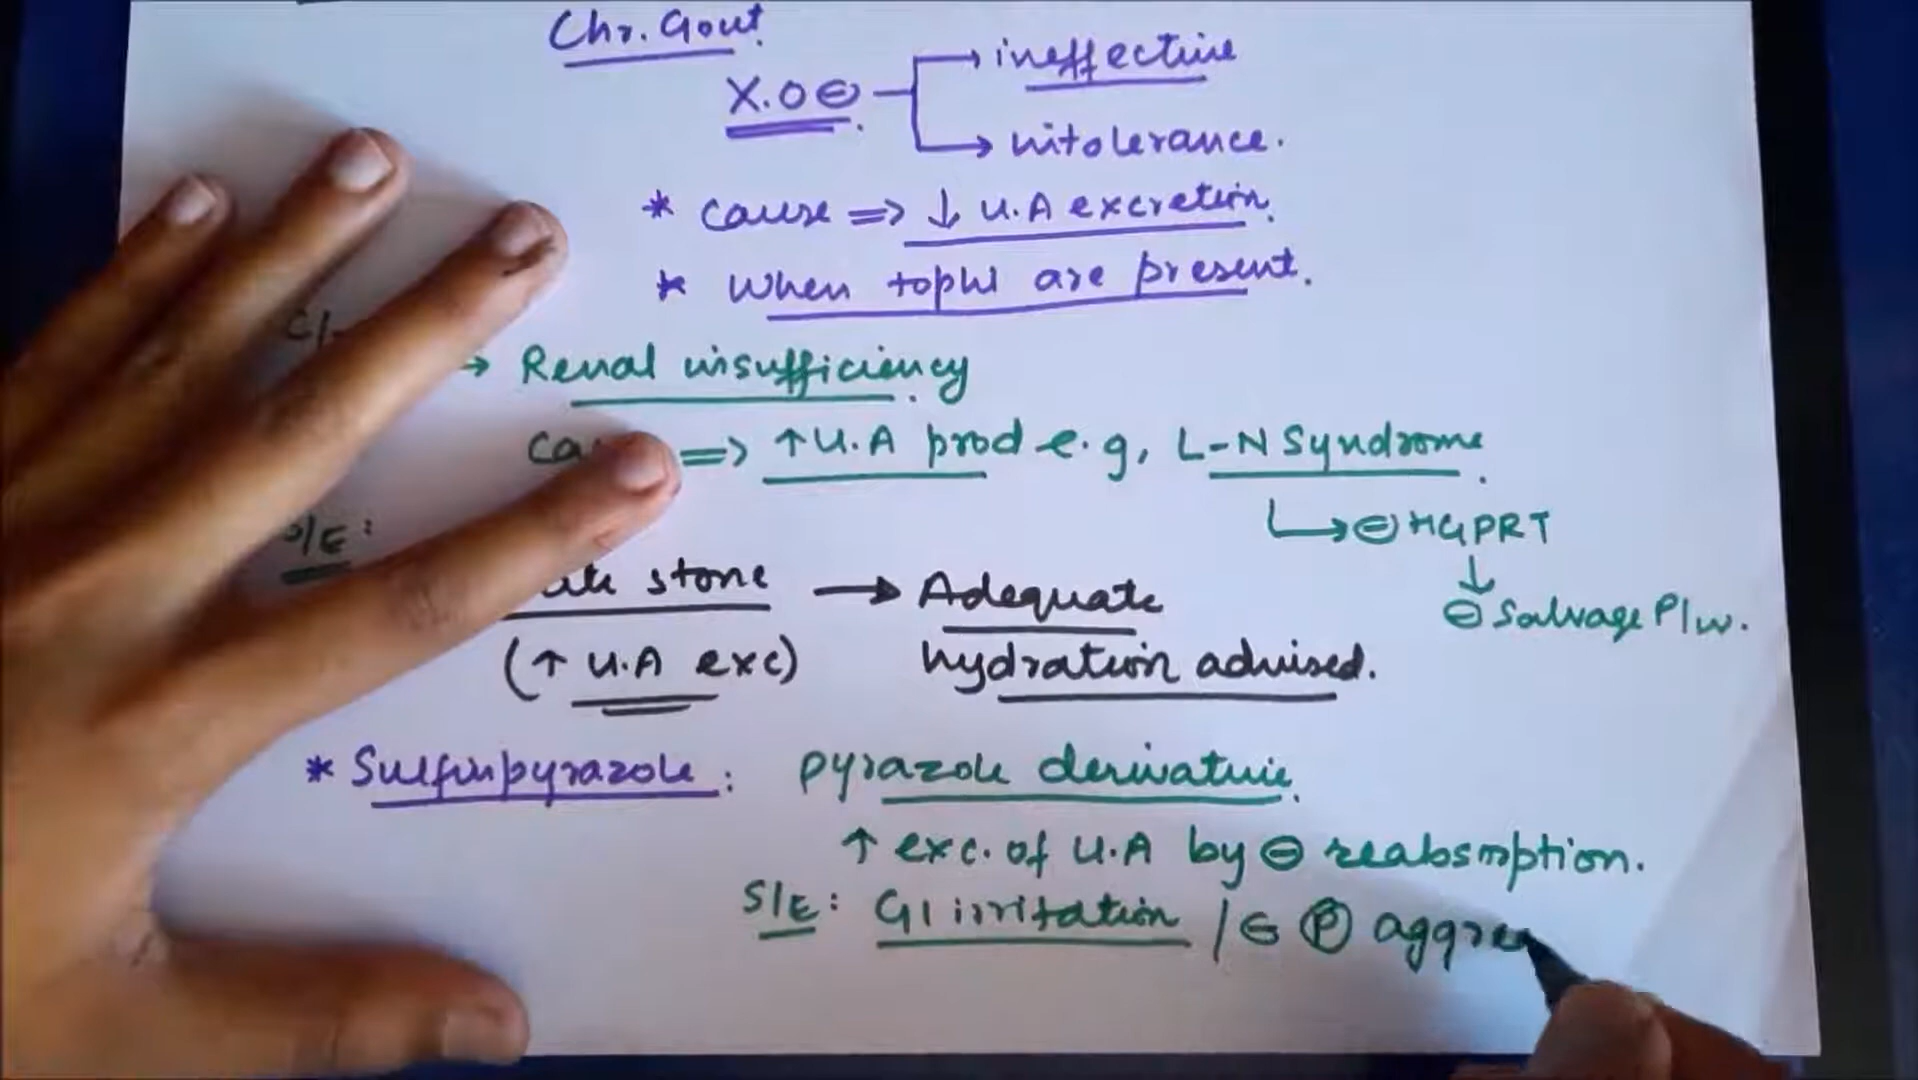 Chr. Gout.
X.O ⊖ → ineffective
→ intolerance.
* cause ⇒ ↓ U.A excretion.
* When tophi are present.
C/-
→ Renal insufficiency.
⇒ ↑ U.A prod e.g, L-N Syndrome.
↳ ⊖ HGPRT
↓
⊖ Salvage P/w.
S/E:
stone → Adequate
(↑ U.A exc) hydration advised.
* Sulfinpyrazole: pyrazole derivative.
↑ exc. of U.A by ⊖ reabsorption.
S/E: GI irritation / ⊖ Ⓟ aggre